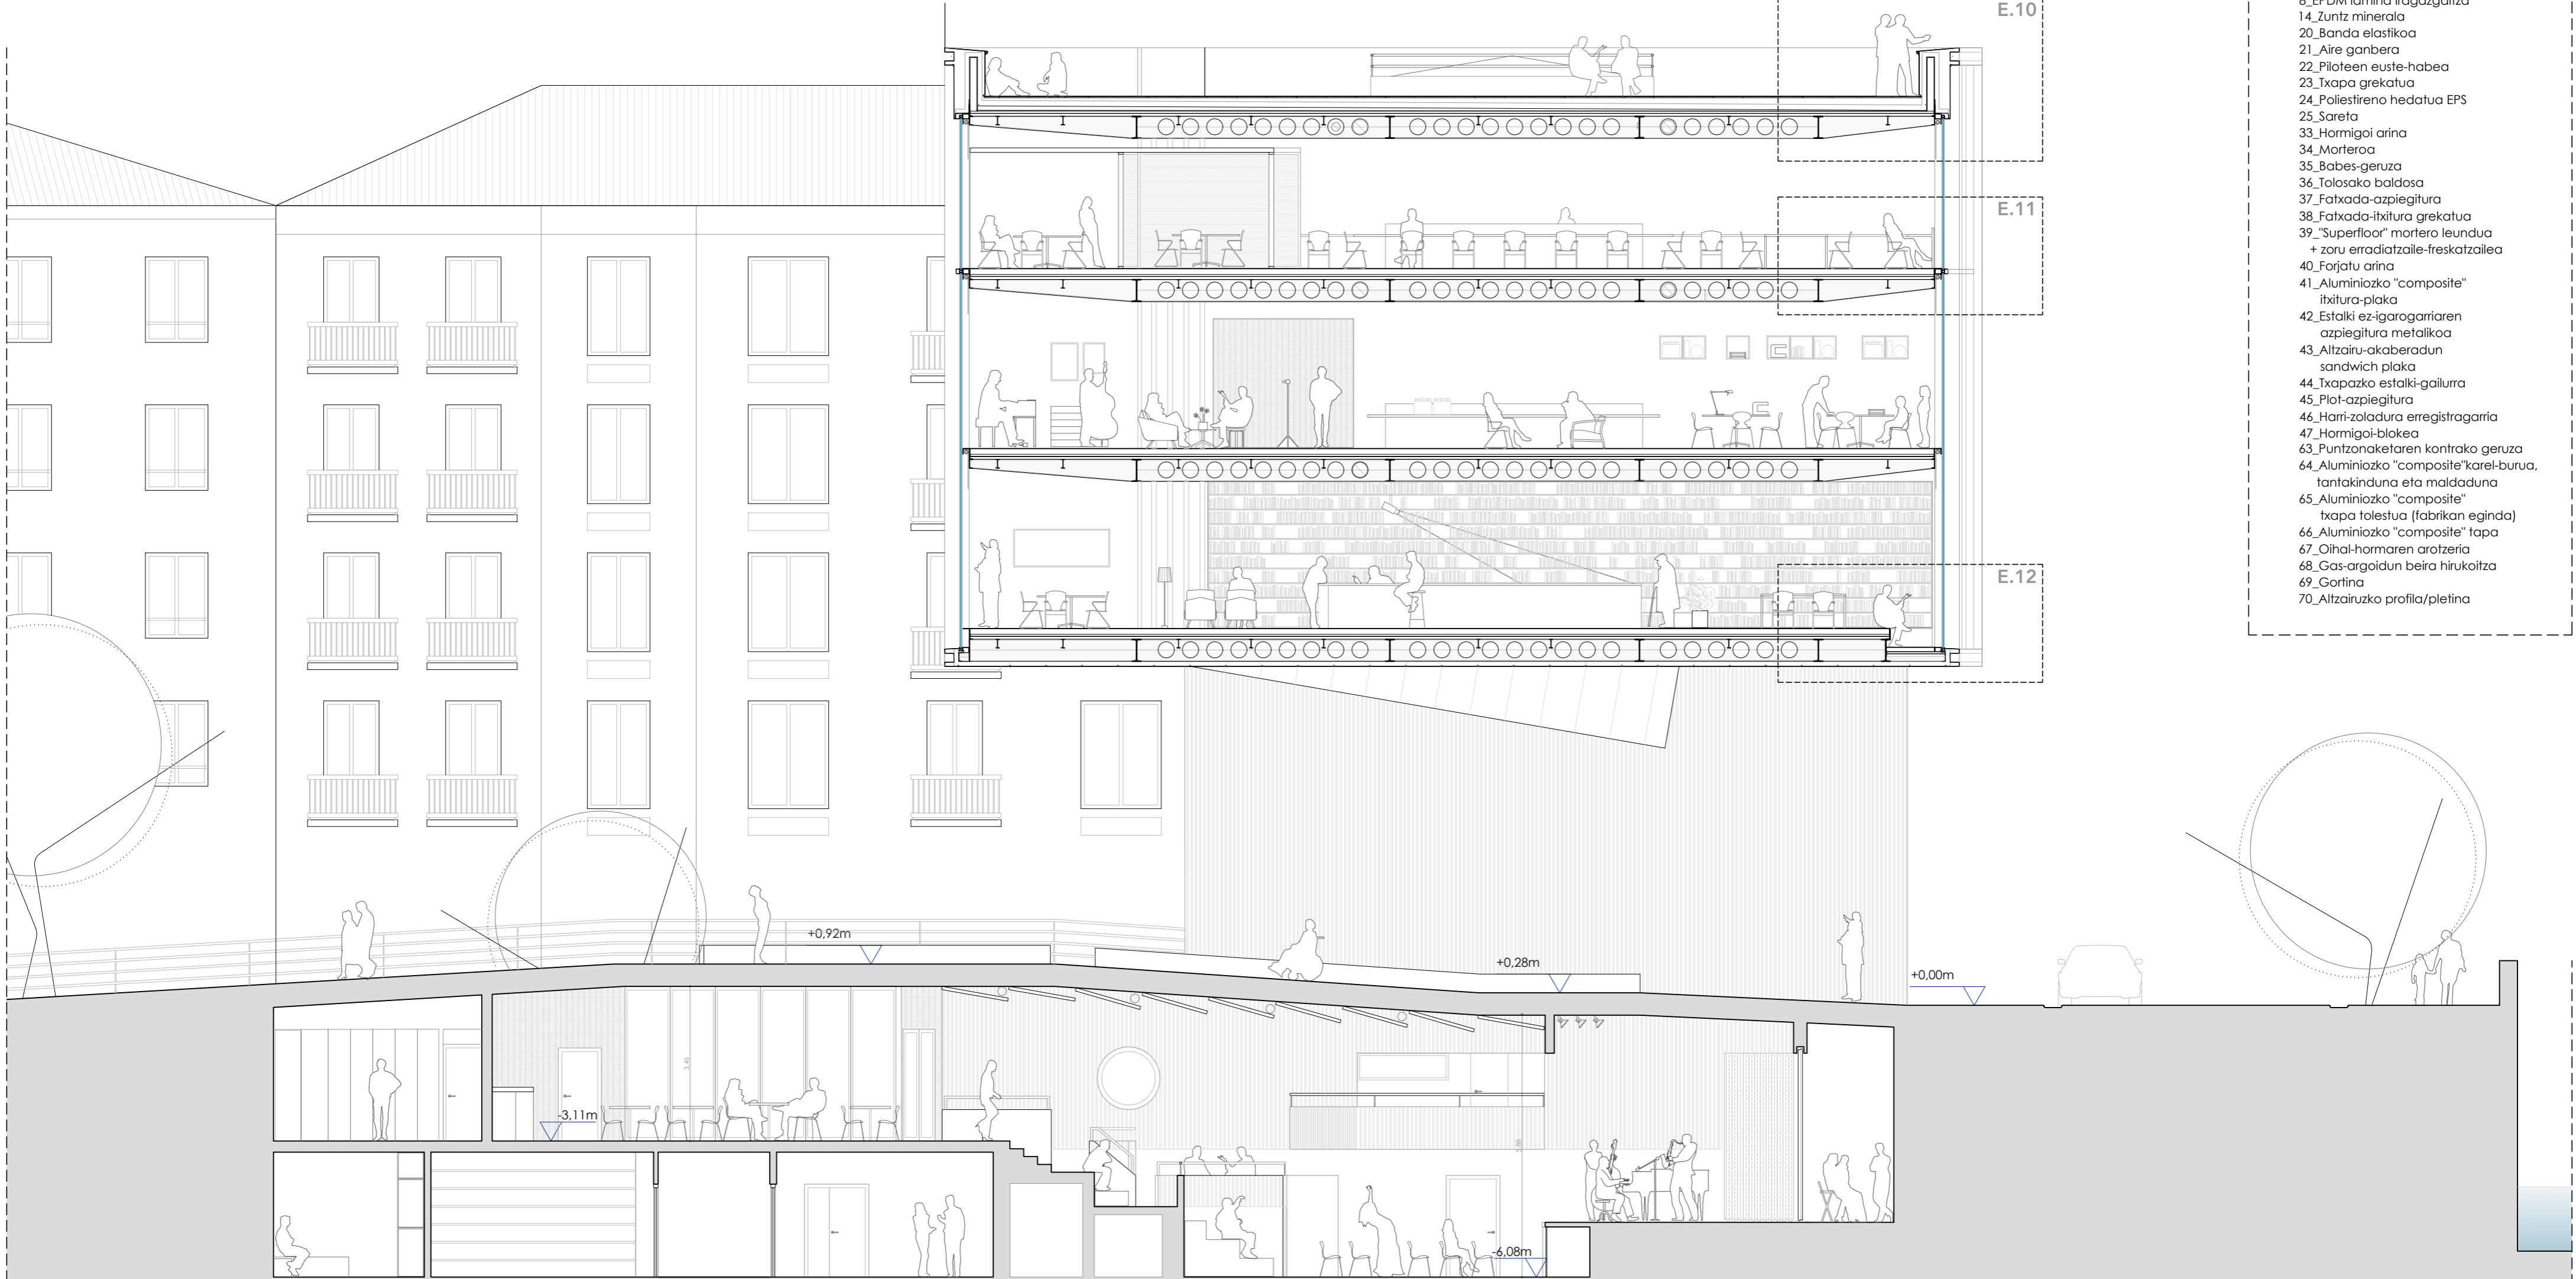 E.10
E.11
E.12
8_EPDM lamina iragazgaitza
14_Zuntz minerala
20_Banda elastikoa
21_Aire ganbera
22_Piloteen euste-habea
23_Txapa grekatua
24_Poliestireno hedatua EPS
25_Sareta
33_Hormigoi arina
34_Morteroa
35_Babes-geruza
36_Tolosako baldosa
37_Fatxada-azpiegitura
38_Fatxada-itxitura grekatua
39_"Superfloor" mortero leundua
+ zoru erradiatzaile-freskatzailea
40_Forjatu arina
41_Aluminiozko "composite"
itxitura-plaka
42_Estalki ez-igarogarriaren
azpiegitura metalikoa
43_Altzairu-akaberadun
sandwich plaka
44_Txapazko estalki-gailurra
45_Plot-azpiegitura
46_Harri-zoladura erregistragarria
47_Hormigoi-blokea
63_Puntzonaketaren kontrako geruza
64_Aluminiozko "composite"karel-burua,
tantakinduna eta maldaduna
65_Aluminiozko "composite"
txapa tolestua (fabrikan eginda)
66_Aluminiozko "composite" tapa
67_Oihal-hormaren arotzeria
68_Gas-argoidun beira hirukoitza
69_Gortina
70_Altzairuzko profila/pletina
+0,92m
+0,28m
+0,00m
3,46
-3,11m
-6,08m